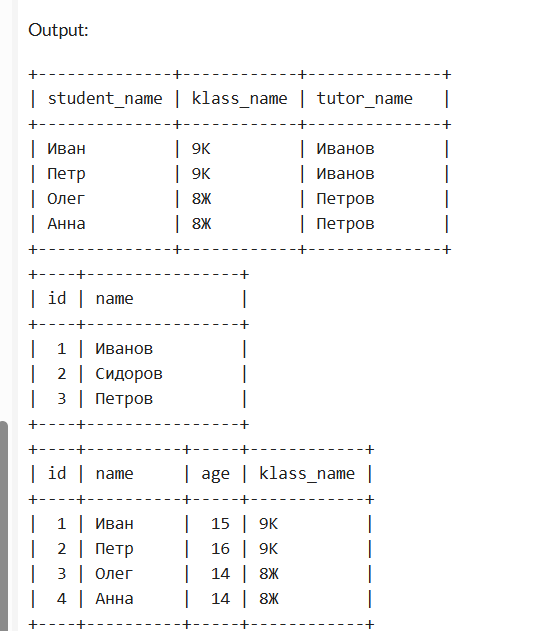 Output:
+--------------+------------+--------------+
| student_name | klass_name | tutor_name   |
+--------------+------------+--------------+
| Иван         | 9К         | Иванов       |
| Петр         | 9К         | Иванов       |
| Олег         | 8Ж         | Петров       |
| Анна         | 8Ж         | Петров       |
+--------------+------------+--------------+
+----+----------------+
| id | name           |
+----+----------------+
|  1 | Иванов         |
|  2 | Сидоров        |
|  3 | Петров         |
+----+----------------+
+----+----------+-----+------------+
| id | name     | age | klass_name |
+----+----------+-----+------------+
|  1 | Иван     |  15 | 9К         |
|  2 | Петр     |  16 | 9К         |
|  3 | Олег     |  14 | 8Ж         |
|  4 | Анна     |  14 | 8Ж         |
+----+----------+-----+------------+